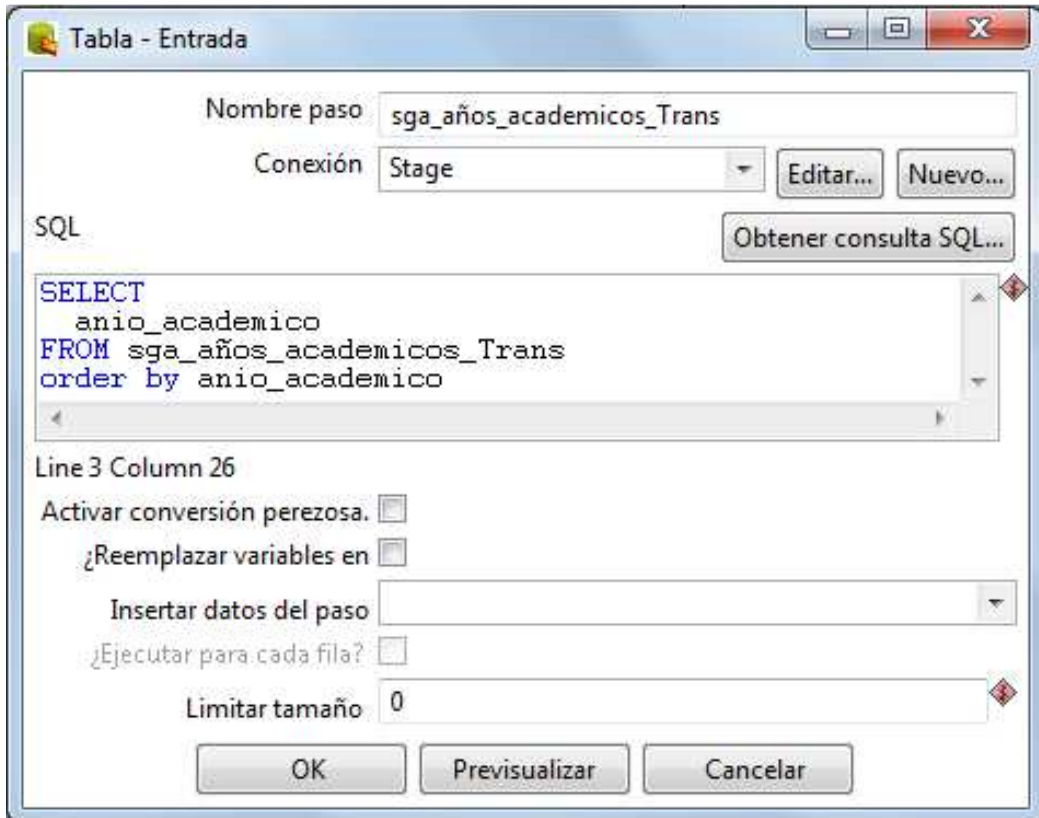 Tabla - Entrada
Nombre paso sga_años_academicos_Trans
Conexión Stage Editar... Nuevo...
SQL Obtener consulta SQL...
SELECT
anio_academico
FROM sga_años_academicos_Trans
order by anio_academico
Line 3 Column 26
Activar conversión perezosa.
¿Reemplazar variables en
Insertar datos del paso
¿Ejecutar para cada fila?
Limitar tamaño 0
OK Previsualizar Cancelar